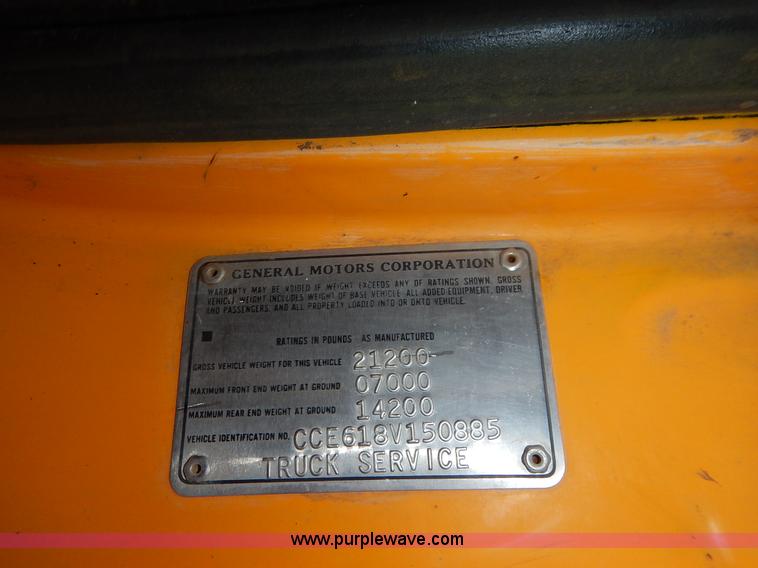 GENERAL MOTORS CORPORATION
WARRANTY MAY BE VOIDED IF WEIGHT EXCEEDS ANY OF RATINGS SHOWN. GROSS
VEHICLE WEIGHT INCLUDES WEIGHT OF BASE VEHICLE, ALL ADDED EQUIPMENT, DRIVER
AND PASSENGERS, AND ALL PROPERTY LOADED INTO OR ONTO VEHICLE.
RATINGS IN POUNDS - AS MANUFACTURED
GROSS VEHICLE WEIGHT FOR THIS VEHICLE 21200
MAXIMUM FRONT END WEIGHT AT GROUND 07000
MAXIMUM REAR END WEIGHT AT GROUND 14200
VEHICLE IDENTIFICATION NO. CCE618V150885
TRUCK SERVICE
www.purplewave.com